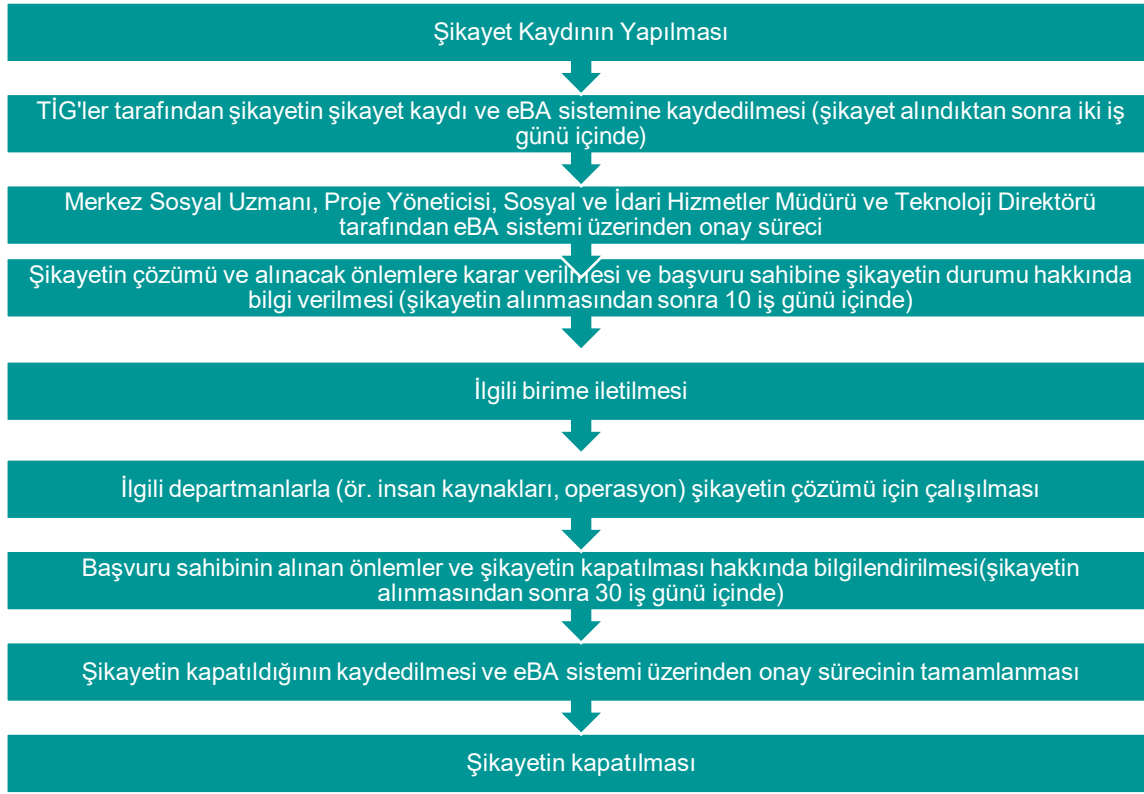 Şikayet Kaydının Yapılması
TİG'ler tarafından şikayetin şikayet kaydı ve eBA sistemine kaydedilmesi (şikayet alındıktan sonra iki iş
günü içinde)
Merkez Sosyal Uzmanı, Proje Yöneticisi, Sosyal ve İdari Hizmetler Müdürü ve Teknoloji Direktörü
tarafından eBA sistemi üzerinden onay süreci
Şikayetin çözümü ve alınacak önlemlere karar verilmesi ve başvuru sahibine şikayetin durumu hakkında
bilgi verilmesi (şikayetin alınmasından sonra 10 iş günü içinde)
İlgili birime iletilmesi
İlgili departmanlarla (ör. insan kaynakları, operasyon) şikayetin çözümü için çalışılması
Başvuru sahibinin alınan önlemler ve şikayetin kapatılması hakkında bilgilendirilmesi(şikayetin
alınmasından sonra 30 iş günü içinde)
Şikayetin kapatıldığının kaydedilmesi ve eBA sistemi üzerinden onay sürecinin tamamlanması
Şikayetin kapatılması